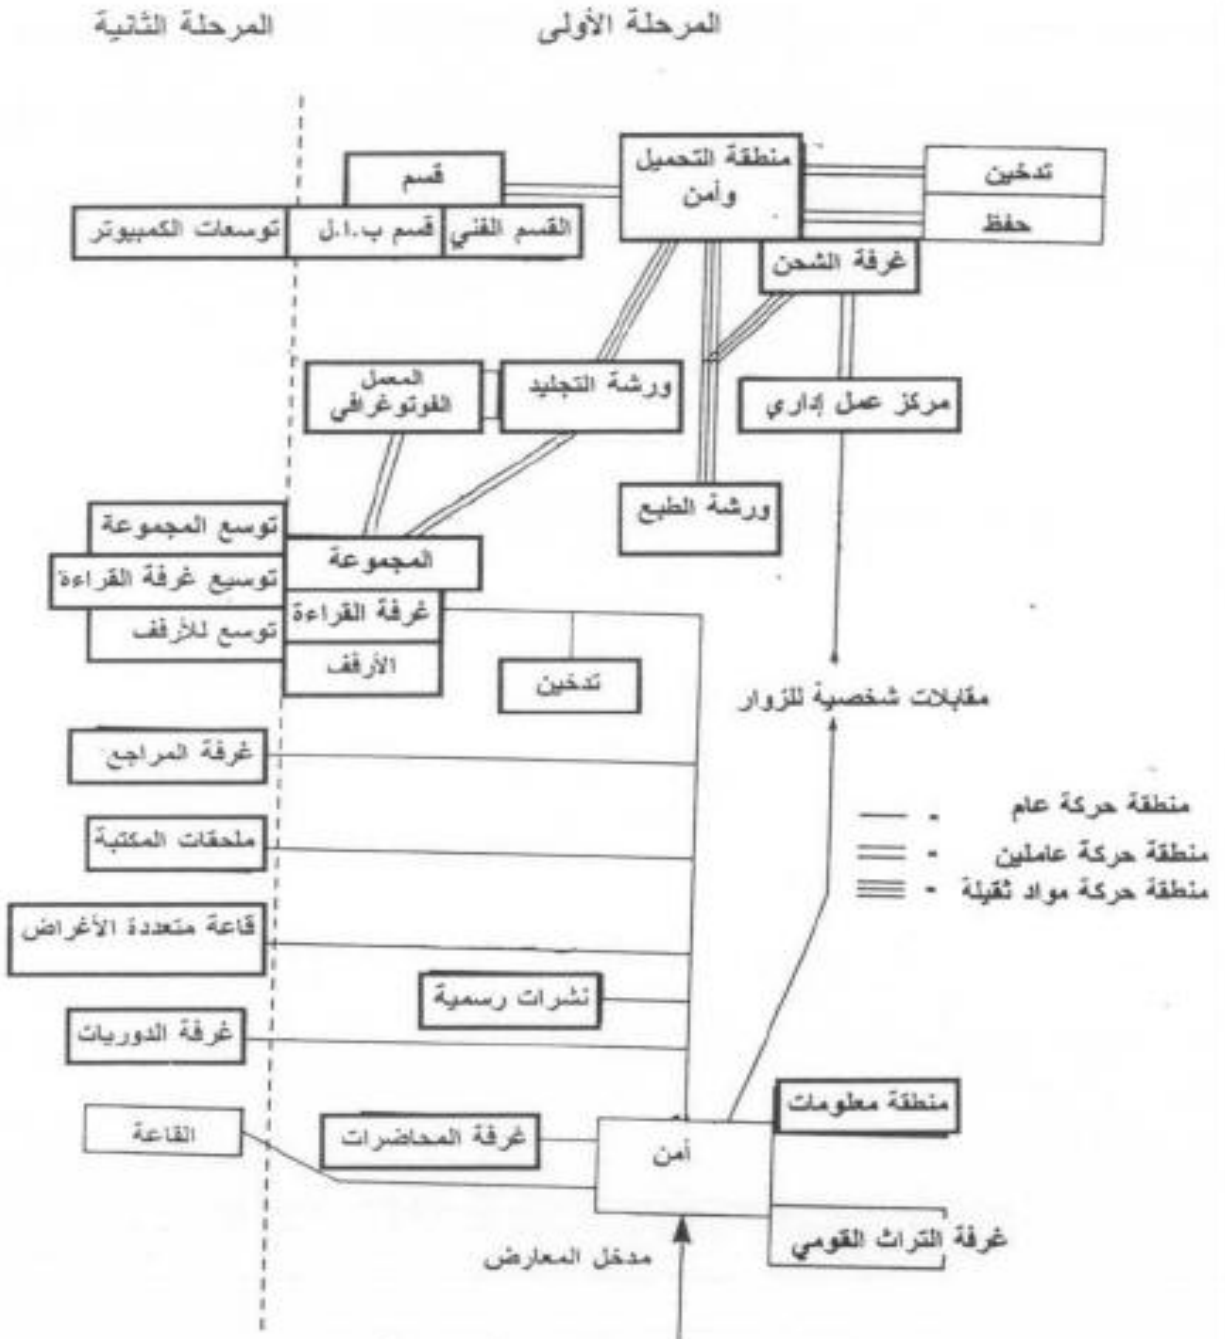 المرحلة الأولى
المرحلة الثانية
منطقة التحميل
وأمن
تدخين
حفظ
قسم
القسم الفني
قسم ب.ا.ل
توسعات الكمبيوتر
غرفة الشحن
المعمل
الفوتوغرافي
ورشة التجليد
مركز عمل إداري
ورشة الطبع
توسع المجموعة
المجموعة
توسيع غرفة القراءة
غرفة القراءة
توسع للأرفف
الأرفف
تدخين
مقابلات شخصية للزوار
غرفة المراجع
منطقة حركة عام -
منطقة حركة عاملين -
منطقة حركة مواد ثقيلة -
ملحقات المكتبة
قاعة متعددة الأغراض
نشرات رسمية
غرفة الدوريات
منطقة معلومات
القاعة
غرفة المحاضرات
أمن
غرفة التراث القومي
مدخل المعارض